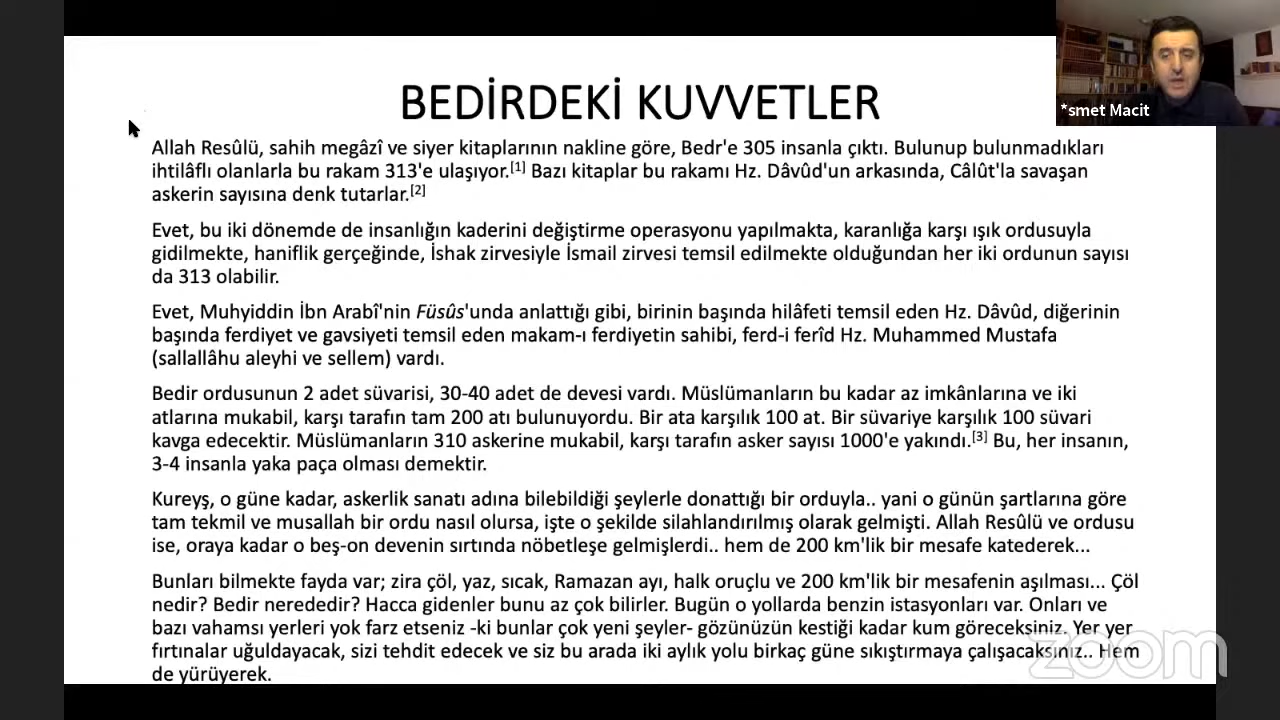 BEDİRDEKİ KUVVETLER
*smet Macit
Allah Resûlü, sahih megâzî ve siyer kitaplarının nakline göre, Bedr'e 305 insanla çıktı. Bulunup bulunmadıkları
ihtilâflı olanlarla bu rakam 313'e ulaşıyor.[1] Bazı kitaplar bu rakamı Hz. Dâvûd'un arkasında, Câlût'la savaşan
askerin sayısına denk tutarlar.[2]
Evet, bu iki dönemde de insanlığın kaderini değiştirme operasyonu yapılmakta, karanlığa karşı ışık ordusuyla
gidilmekte, haniflik gerçeğinde, İshak zirvesiyle İsmail zirvesi temsil edilmekte olduğundan her iki ordunun sayısı
da 313 olabilir.
Evet, Muhyiddin İbn Arabî'nin Füsûs'unda anlattığı gibi, birinin başında hilâfeti temsil eden Hz. Dâvûd, diğerinin
başında ferdiyet ve gavsiyeti temsil eden makam-ı ferdiyetin sahibi, ferd-i ferîd Hz. Muhammed Mustafa
(sallallâhu aleyhi ve sellem) vardı.
Bedir ordusunun 2 adet süvarisi, 30-40 adet de devesi vardı. Müslümanların bu kadar az imkânlarına ve iki
atlarına mukabil, karşı tarafın tam 200 atı bulunuyordu. Bir ata karşılık 100 at. Bir süvariye karşılık 100 süvari
kavga edecektir. Müslümanların 310 askerine mukabil, karşı tarafın asker sayısı 1000'e yakındı.[3] Bu, her insanın,
3-4 insanla yaka paça olması demektir.
Kureyş, o güne kadar, askerlik sanatı adına bilebildiği şeylerle donattığı bir orduyla.. yani o günün şartlarına göre
tam tekmil ve musallah bir ordu nasıl olursa, işte o şekilde silahlandırılmış olarak gelmişti. Allah Resûlü ve ordusu
ise, oraya kadar o beş-on devenin sırtında nöbetleşe gelmişlerdi.. hem de 200 km'lik bir mesafe katederek...
Bunları bilmekte fayda var; zira çöl, yaz, sıcak, Ramazan ayı, halk oruçlu ve 200 km'lik bir mesafenin aşılması... Çöl
nedir? Bedir nerededir? Hacca gidenler bunu az çok bilirler. Bugün o yollarda benzin istasyonları var. Onları ve
bazı vahamsı yerleri yok farz etseniz -ki bunlar çok yeni şeyler- gözünüzün kestiği kadar kum göreceksiniz. Yer yer
fırtınalar uğuldayacak, sizi tehdit edecek ve siz bu arada iki aylık yolu birkaç güne sıkıştırmaya çalışacaksınız.. Hem
de yürüyerek.
zoom